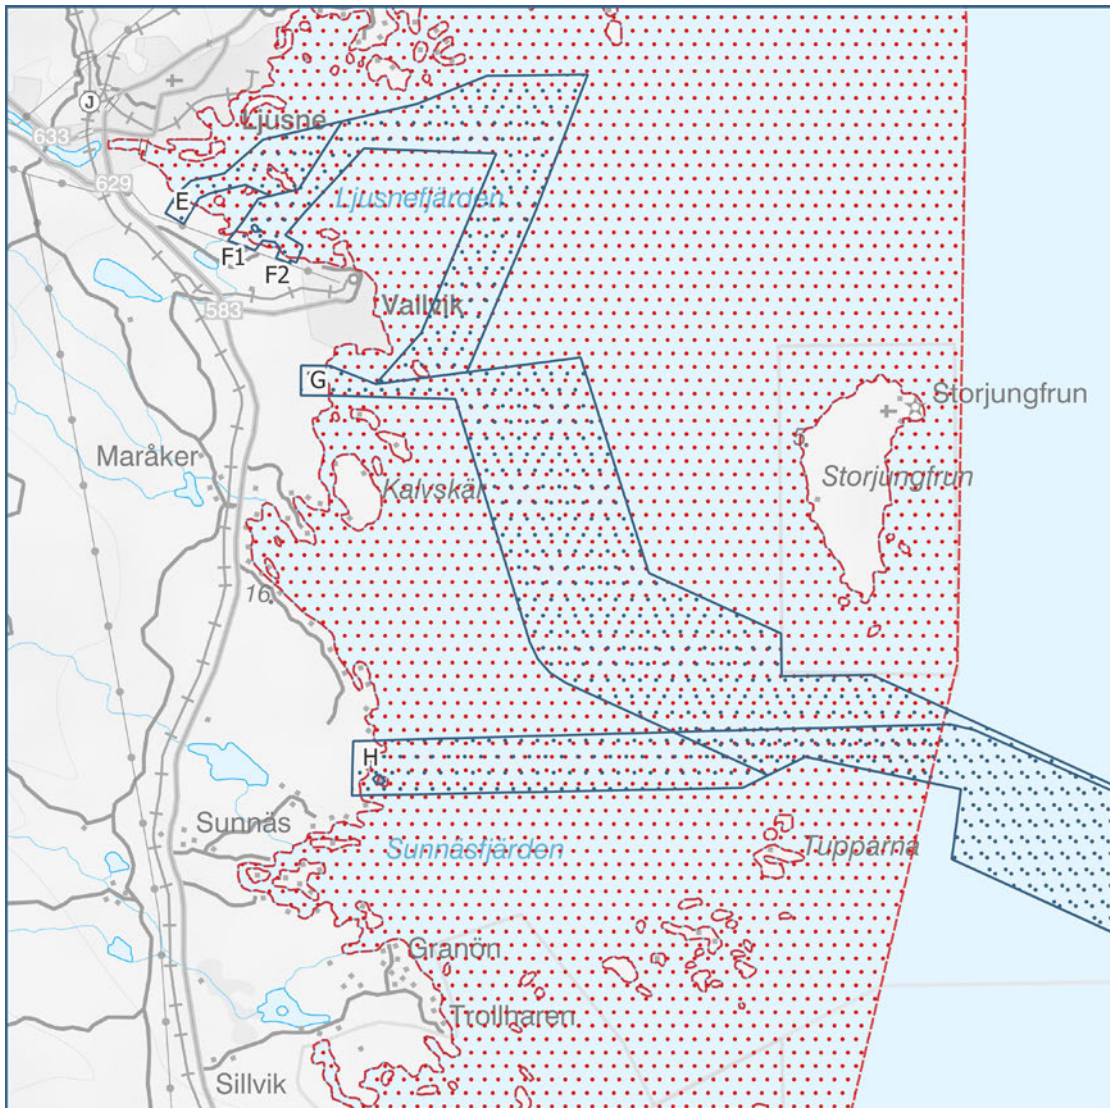 J
Ljusne
633
629
E
Ljusnefjärden
F1
F2
Vallvik
583
G
Storjungfrun
5
Maråker
Kalvskär
Storjungfrun
16
H
Sunnäs
Sunnäsfjärden
Tupparna
Granön
Trollharen
Sillvik